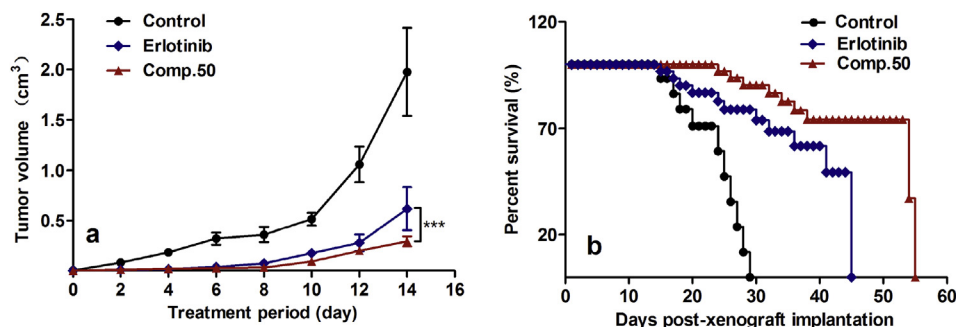 Control
Erlotinib
Comp.50
Tumor volume (cm³)
2.5
2.0
1.5
1.0
0.5
a
***
0 2 4 6 8 10 12 14 16
Treatment period (day)
Control
Erlotinib
Comp.50
Percent survival (%)
120
70
20
b
0 10 20 30 40 50 60
Days post-xenograft implantation